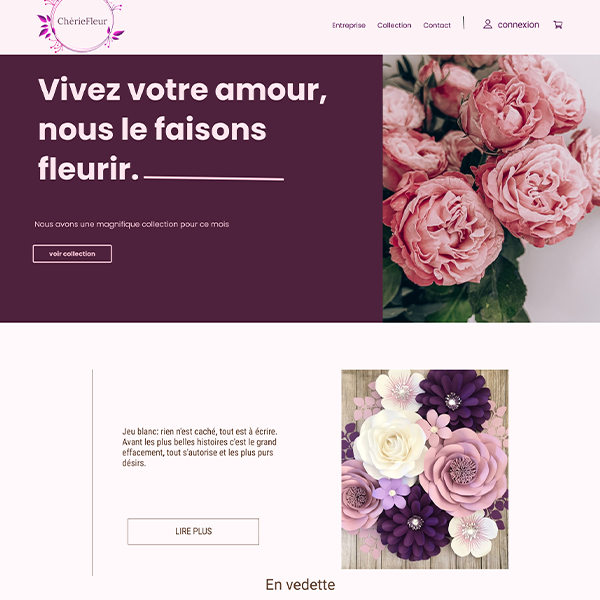 ChérieFleur
Entreprise Collection Contact connexion
Vivez votre amour,
nous le faisons
fleurir.
Nous avons une magnifique collection pour ce mois
voir collection
Jeu blanc: rien n'est caché, tout est à écrire.
Avant les plus belles histoires c'est le grand
effacement, tout s'autorise et les plus purs
désirs.
LIRE PLUS
En vedette